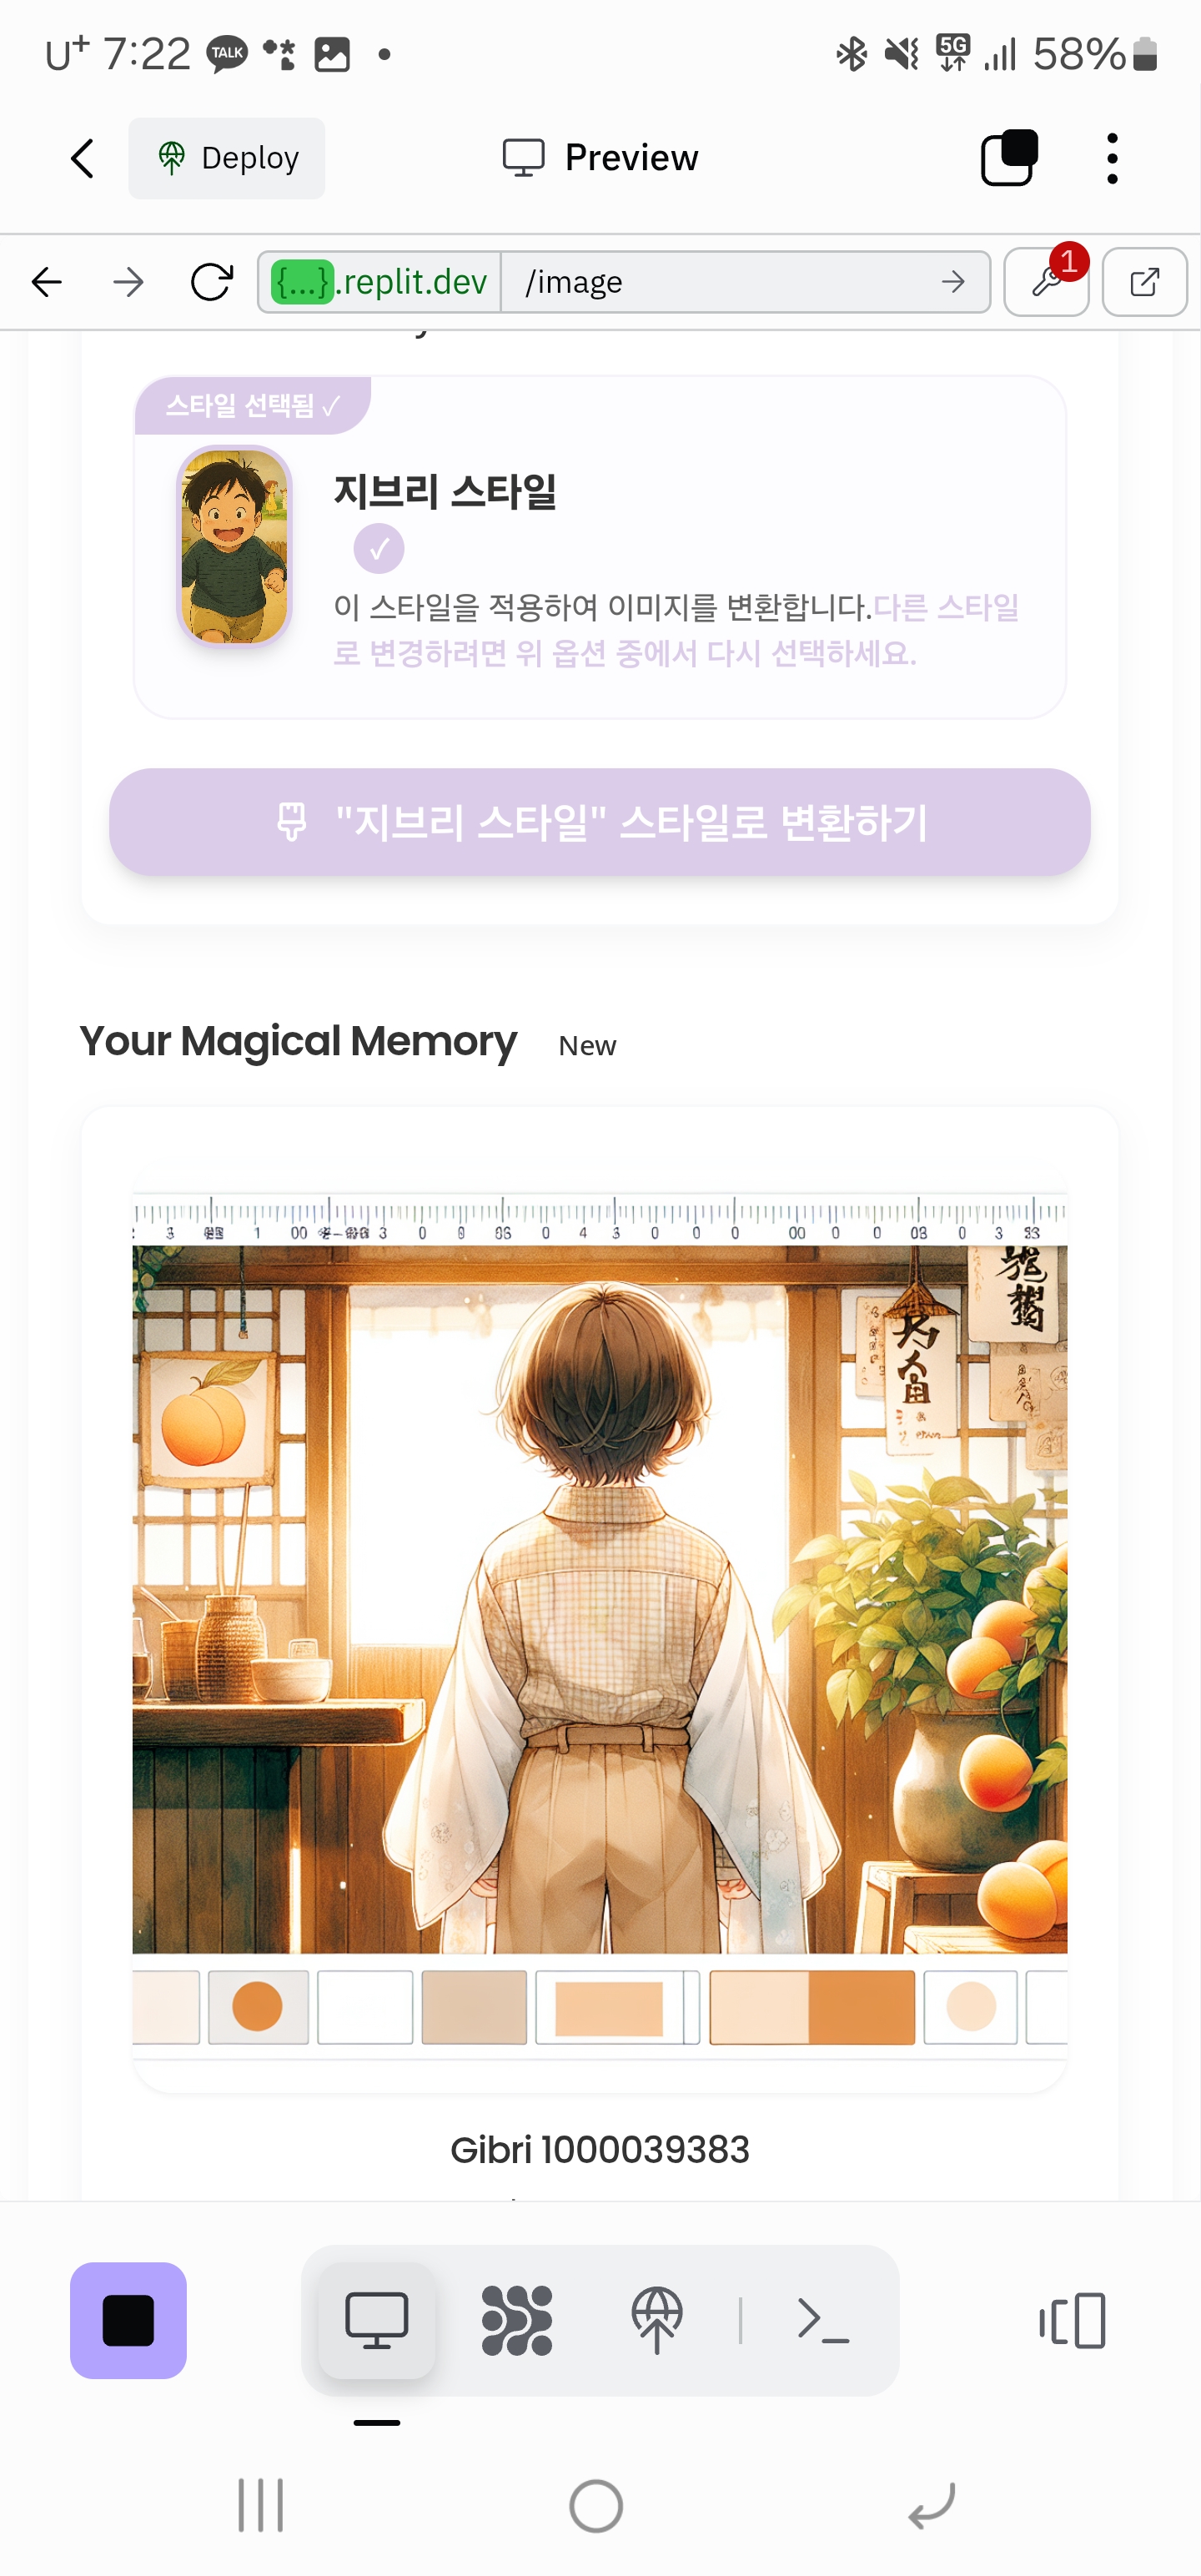 U+ 7:22 TALK 5G 58%
Deploy Preview
{...}.replit.dev /image 1
스타일 선택됨 ✓
지브리 스타일
✓
이 스타일을 적용하여 이미지를 변환합니다.다른 스타일
로 변경하려면 위 옵션 중에서 다시 선택하세요.
"지브리 스타일" 스타일로 변환하기
Your Magical Memory New
Gibri 1000039383